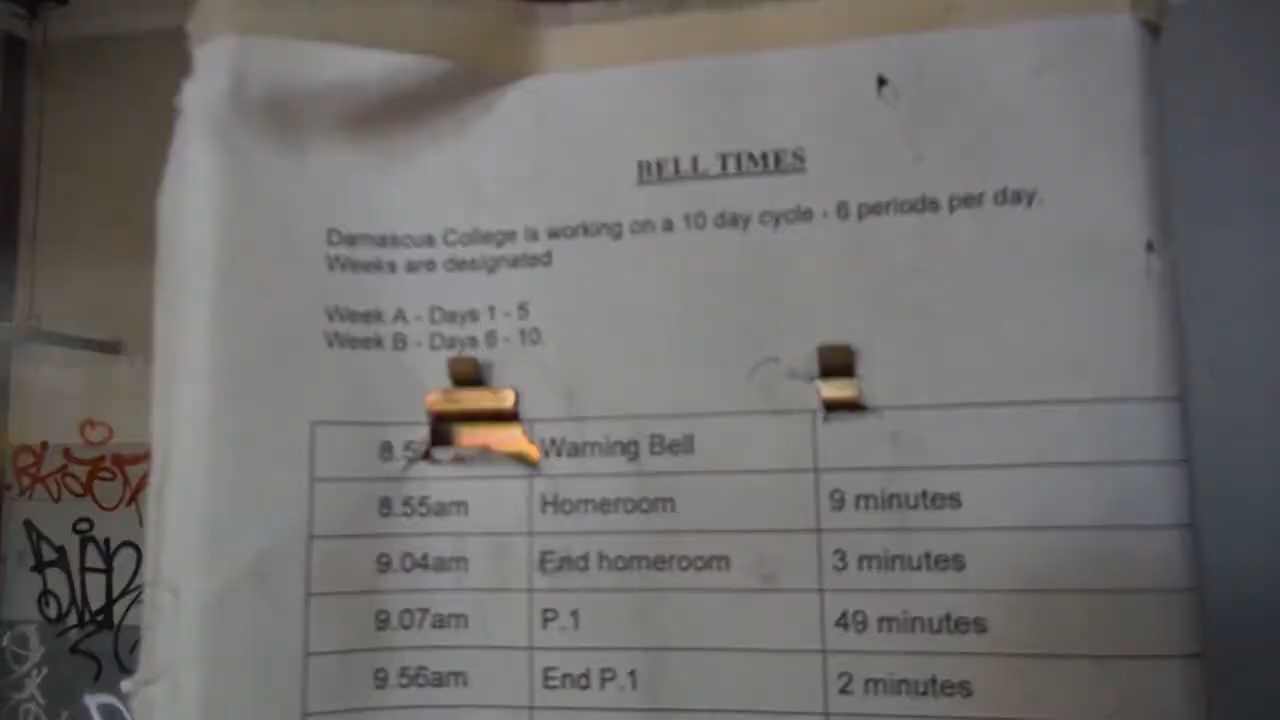 BELL TIMES
Damascus College is working on a 10 day cycle - 6 periods per day.
Weeks are designated
Week A - Days 1 - 5
Week B - Days 6 - 10.
Warning Bell
8.55am Homeroom 9 minutes
9.04am End homeroom 3 minutes
9.07am P.1 49 minutes
9.56am End P.1 2 minutes